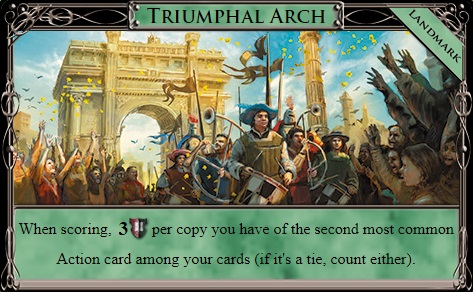 TRIUMPHAL ARCH
LANDMARK
When scoring, 3 per copy you have of the second most common
Action card among your cards (if it's a tie, count either).